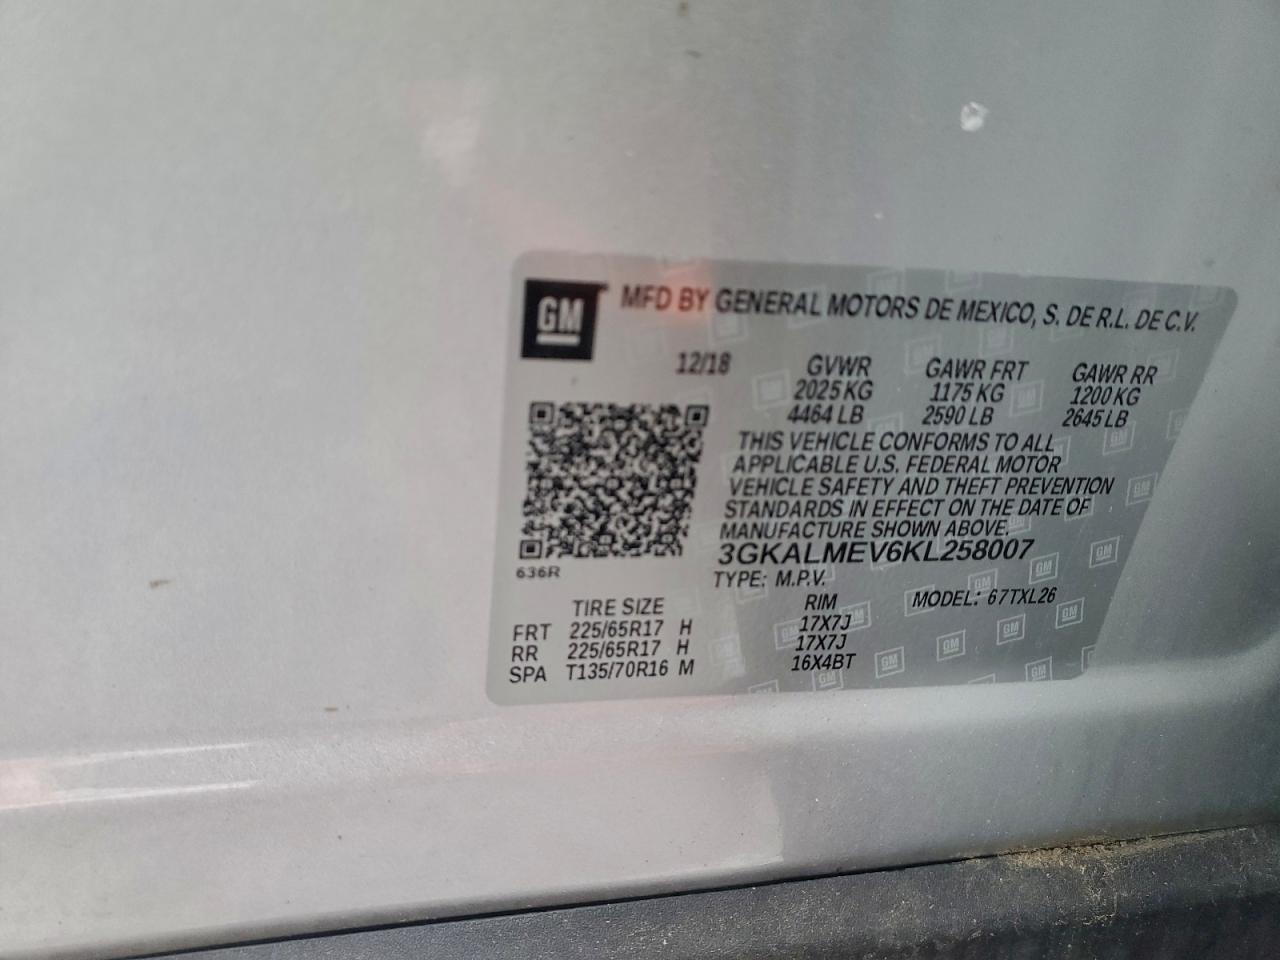 GM MFD BY GENERAL MOTORS DE MEXICO, S. DE R.L. DE C.V.
12/18 GVWR GAWR FRT GAWR RR
2025 KG 1175 KG 1200 KG
4464 LB 2590 LB 2645 LB
THIS VEHICLE CONFORMS TO ALL
APPLICABLE U.S. FEDERAL MOTOR
VEHICLE SAFETY AND THEFT PREVENTION
STANDARDS IN EFFECT ON THE DATE OF
MANUFACTURE SHOWN ABOVE.
3GKALMEV6KL258007
636R
TYPE: M.P.V. MODEL: 67TXL26
TIRE SIZE RIM
FRT 225/65R17 H 17X7J
RR 225/65R17 H 17X7J
SPA T135/70R16 M 16X4BT